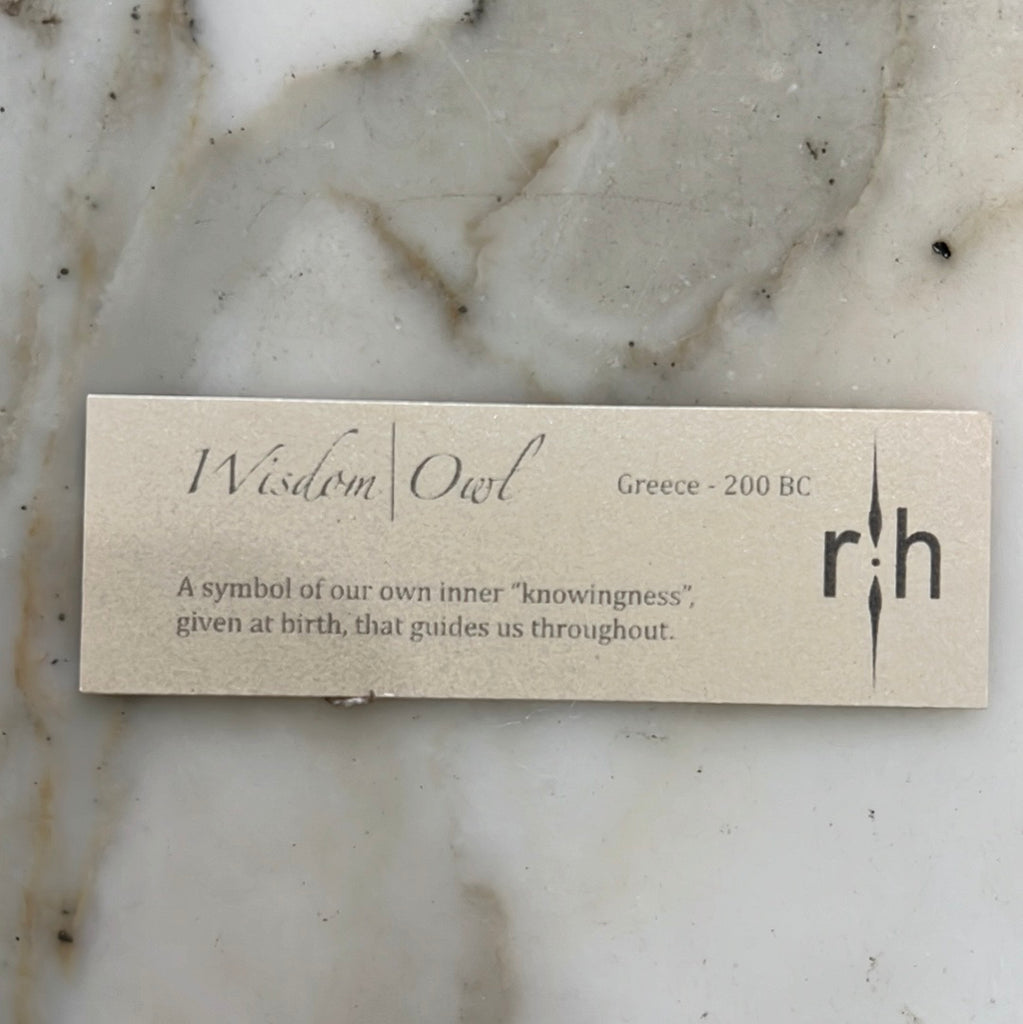 Wisdom | Owl
Greece - 200 BC
r h
A symbol of our own inner “knowingness”,
given at birth, that guides us throughout.